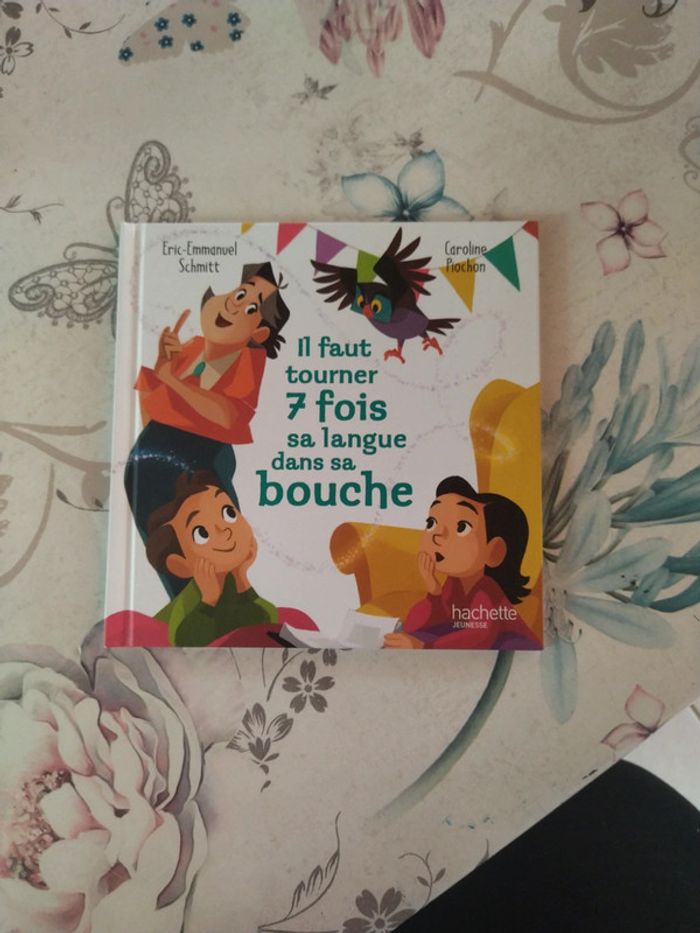 Eric-Emmanuel
Schmitt
Caroline
Piochon
Il faut
tourner
7 fois
sa langue
dans sa
bouche
hachette
JEUNESSE